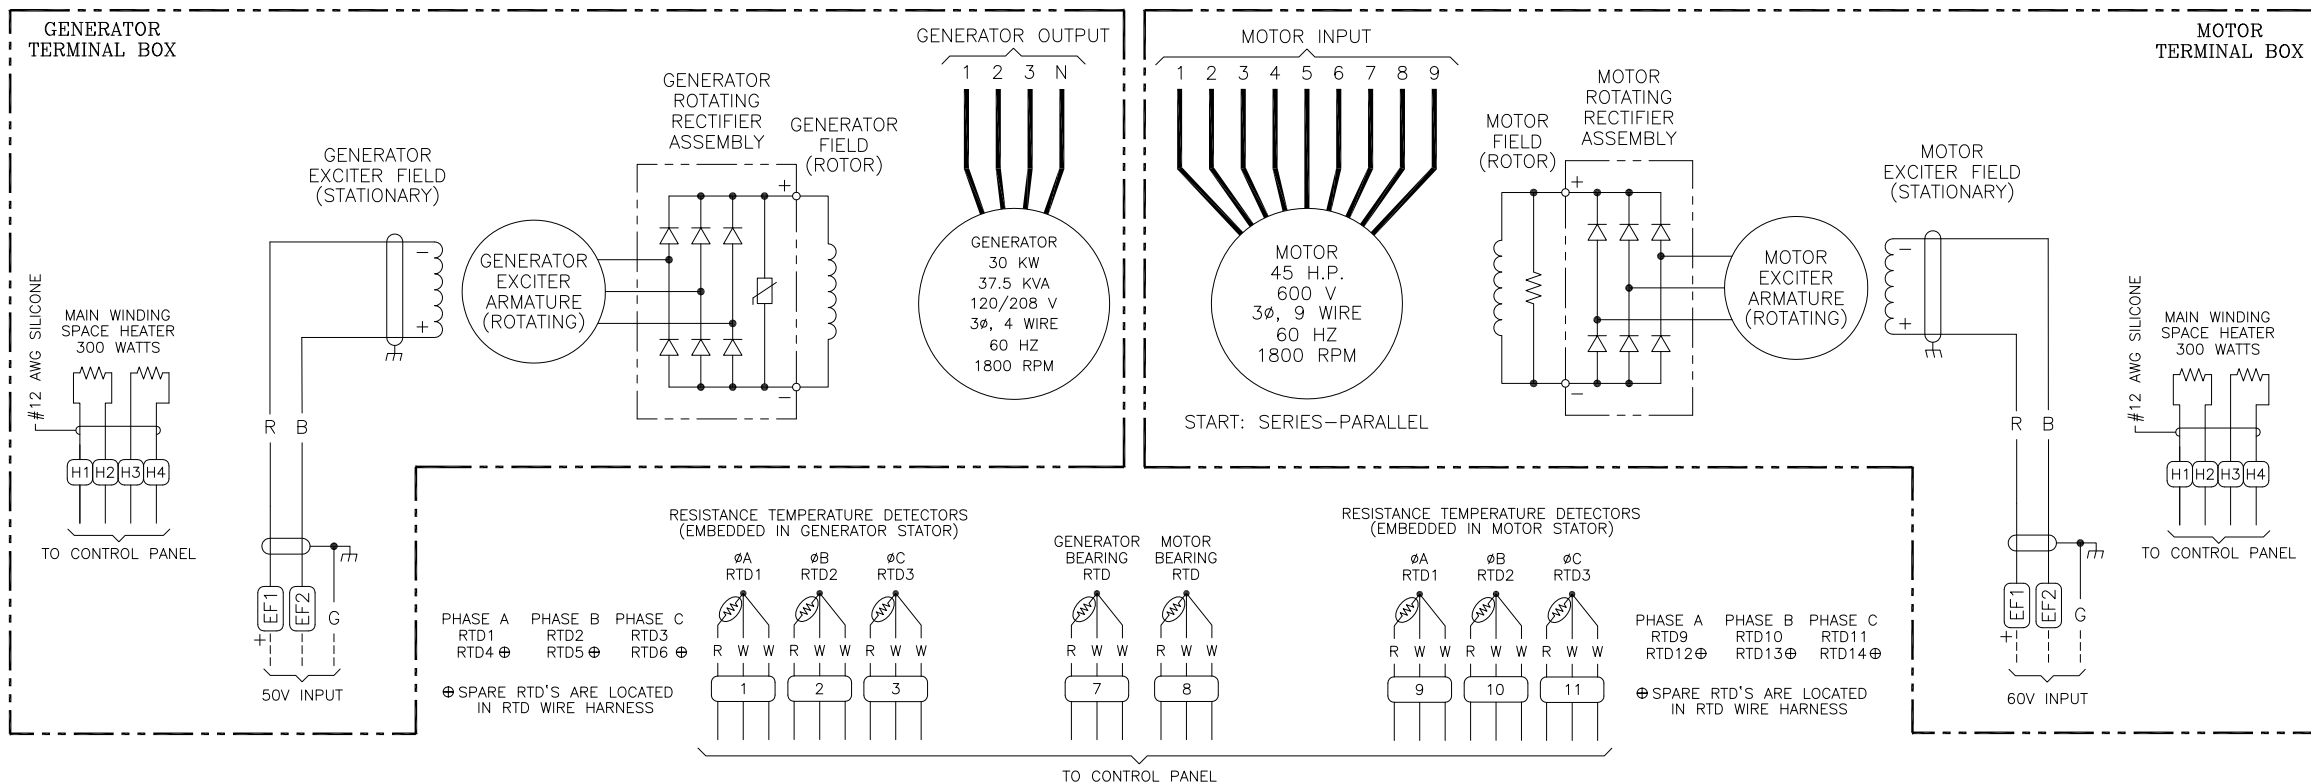 GENERATOR
TERMINAL BOX
GENERATOR OUTPUT
1 2 3 N
GENERATOR
ROTATING
RECTIFIER
ASSEMBLY
GENERATOR
FIELD
(ROTOR)
+
−
GENERATOR
EXCITER FIELD
(STATIONARY)
−
+
GENERATOR
EXCITER
ARMATURE
(ROTATING)
GENERATOR
30 KW
37.5 KVA
120/208 V
3ø, 4 WIRE
60 HZ
1800 RPM
#12 AWG SILICONE
MAIN WINDING
SPACE HEATER
300 WATTS
H1 H2 H3 H4
TO CONTROL PANEL
R B
EF1 EF2 G
+
50V INPUT
MOTOR INPUT
1 2 3 4 5 6 7 8 9
MOTOR
45 H.P.
600 V
3ø, 9 WIRE
60 HZ
1800 RPM
START: SERIES−PARALLEL
MOTOR
FIELD
(ROTOR)
MOTOR
ROTATING
RECTIFIER
ASSEMBLY
+
−
MOTOR
EXCITER
ARMATURE
(ROTATING)
MOTOR
EXCITER FIELD
(STATIONARY)
−
+
MOTOR
TERMINAL BOX
#12 AWG SILICONE
MAIN WINDING
SPACE HEATER
300 WATTS
H1 H2 H3 H4
TO CONTROL PANEL
R B
EF1 EF2 G
+
60V INPUT
RESISTANCE TEMPERATURE DETECTORS
(EMBEDDED IN GENERATOR STATOR)
øA øB øC
RTD1 RTD2 RTD3
PHASE A PHASE B PHASE C
RTD1 RTD2 RTD3
RTD4 ⊕ RTD5 ⊕ RTD6 ⊕
⊕ SPARE RTD'S ARE LOCATED
IN RTD WIRE HARNESS
R W W R W W R W W
1 2 3
GENERATOR
BEARING
RTD
MOTOR
BEARING
RTD
R W W R W W
7 8
RESISTANCE TEMPERATURE DETECTORS
(EMBEDDED IN MOTOR STATOR)
øA øB øC
RTD1 RTD2 RTD3
R W W R W W R W W
9 10 11
PHASE A PHASE B PHASE C
RTD9 RTD10 RTD11
RTD12⊕ RTD13⊕ RTD14⊕
⊕ SPARE RTD'S ARE LOCATED
IN RTD WIRE HARNESS
TO CONTROL PANEL